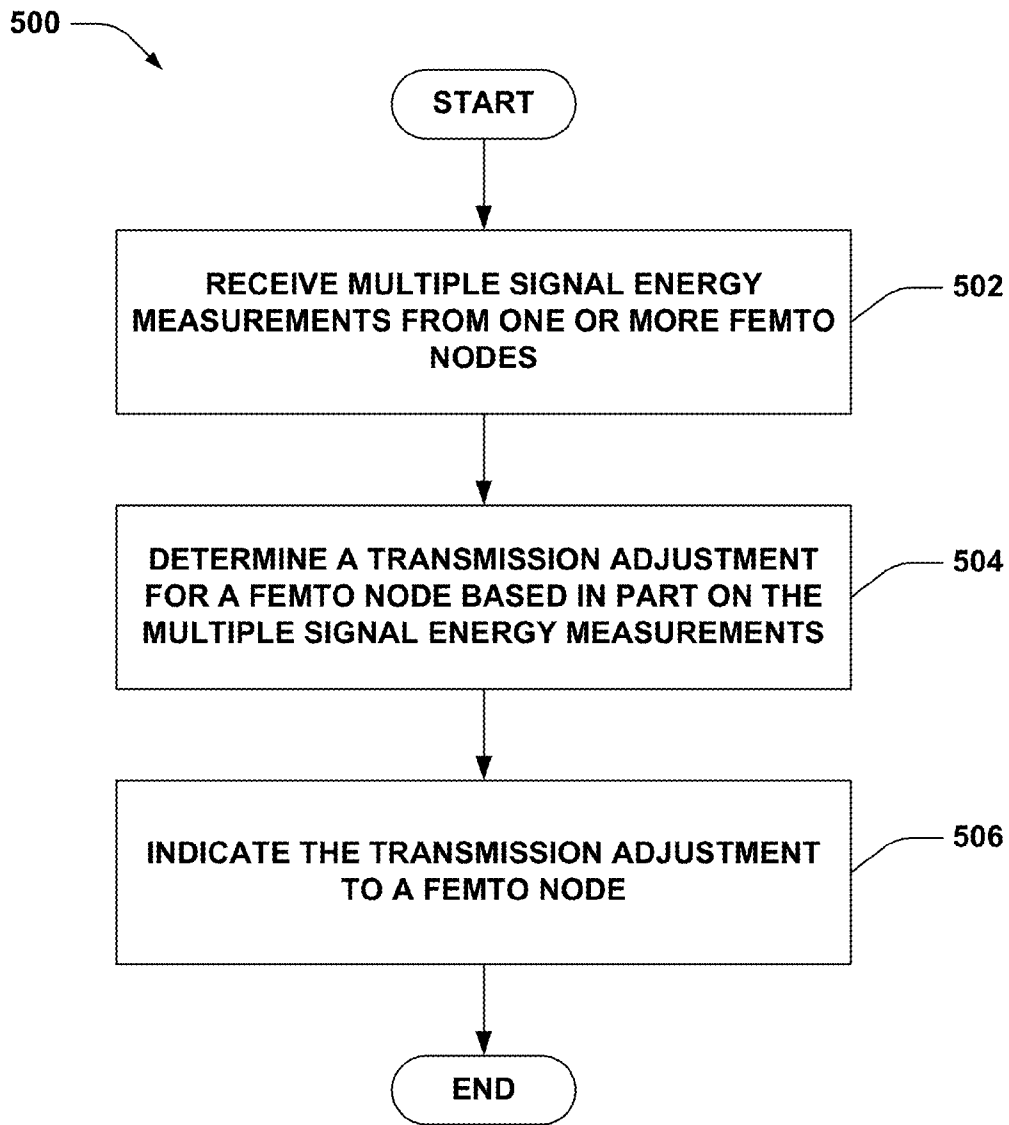 500
START
RECEIVE MULTIPLE SIGNAL ENERGY
MEASUREMENTS FROM ONE OR MORE FEMTO
NODES
502
DETERMINE A TRANSMISSION ADJUSTMENT
FOR A FEMTO NODE BASED IN PART ON THE
MULTIPLE SIGNAL ENERGY MEASUREMENTS
504
INDICATE THE TRANSMISSION ADJUSTMENT
TO A FEMTO NODE
506
END